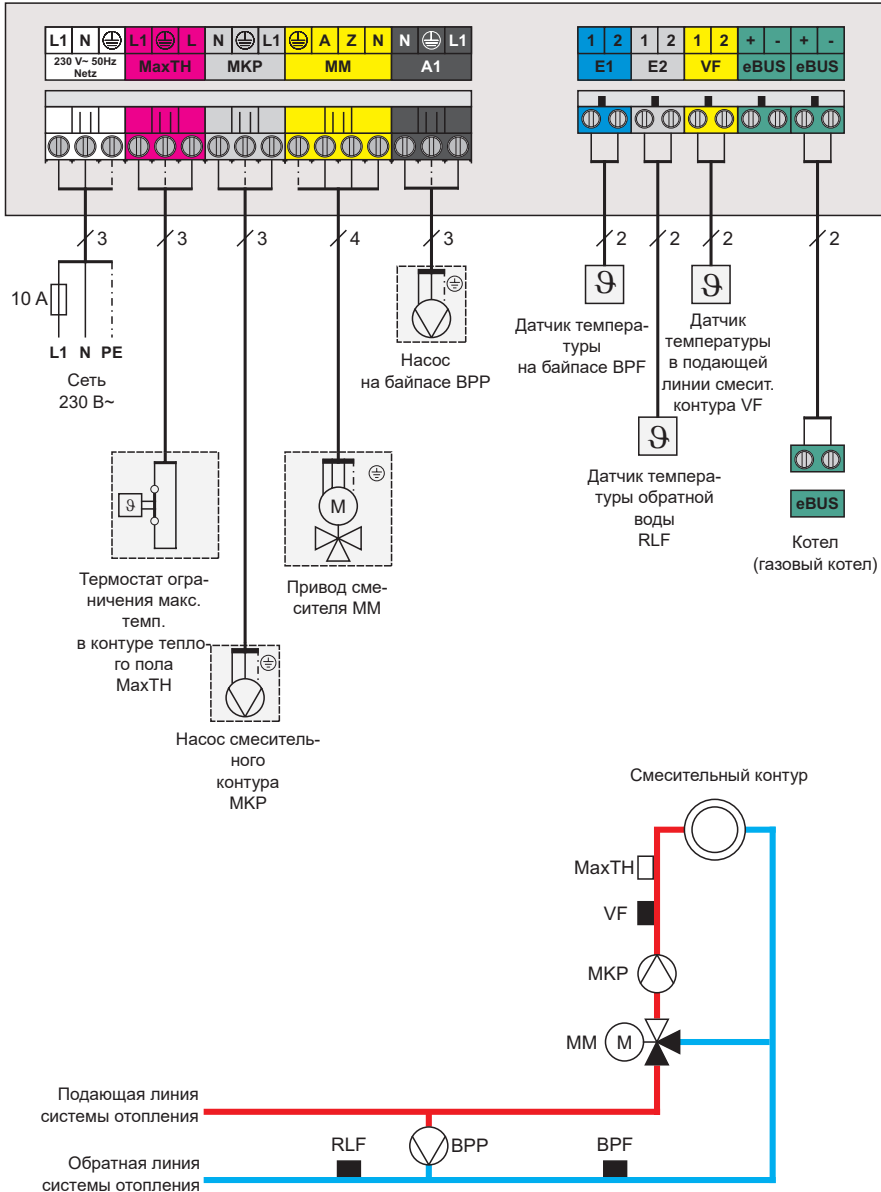 L1 N L1 L N L1 A Z N N L1
230 V~ 50Hz
Netz
MaxTH MKP MM A1
1 2 1 2 1 2 + - + -
E1 E2 VF eBUS eBUS
3 3 3 4 3 2 2 2 2
10 A
L1 N PE
Сеть
230 В~
Насос
на байпасе BPP
ϑ
Датчик темпера-
туры
на байпасе BPF
ϑ
Датчик
температуры
в подающей
линии смесит.
контура VF
ϑ
Датчик темпера-
туры обратной
воды
RLF
eBUS
Котел
(газовый котел)
ϑ
Термостат огра-
ничения макс.
темп.
в контуре тепло-
го пола
MaxTH
M
Привод сме-
сителя MM
Насос смеситель-
ного
контура
MKP
Смесительный контур
MaxTH
VF
MKP
MM M
Подающая линия
системы отопления
RLF BPP BPF
Обратная линия
системы отопления